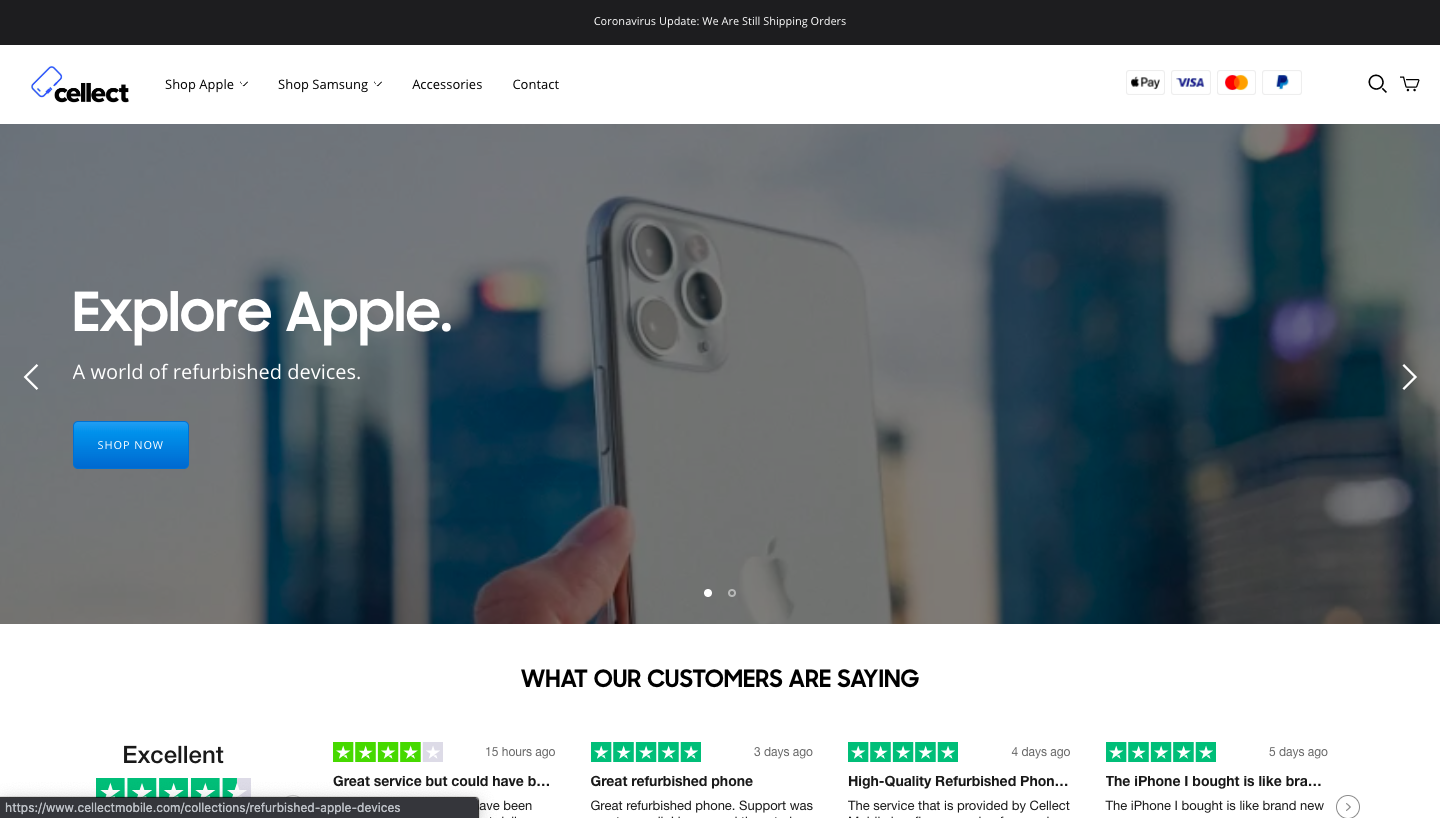 Coronavirus Update: We Are Still Shipping Orders
cellect
Shop Apple
Shop Samsung
Accessories
Contact
Pay
VISA
Explore Apple.
A world of refurbished devices.
SHOP NOW
WHAT OUR CUSTOMERS ARE SAYING
Excellent
15 hours ago
Great service but could have b...
ave been
3 days ago
Great refurbished phone
Great refurbished phone. Support was
4 days ago
High-Quality Refurbished Phon...
The service that is provided by Cellect
5 days ago
The iPhone I bought is like bra...
The iPhone I bought is like brand new
https://www.cellectmobile.com/collections/refurbished-apple-devices